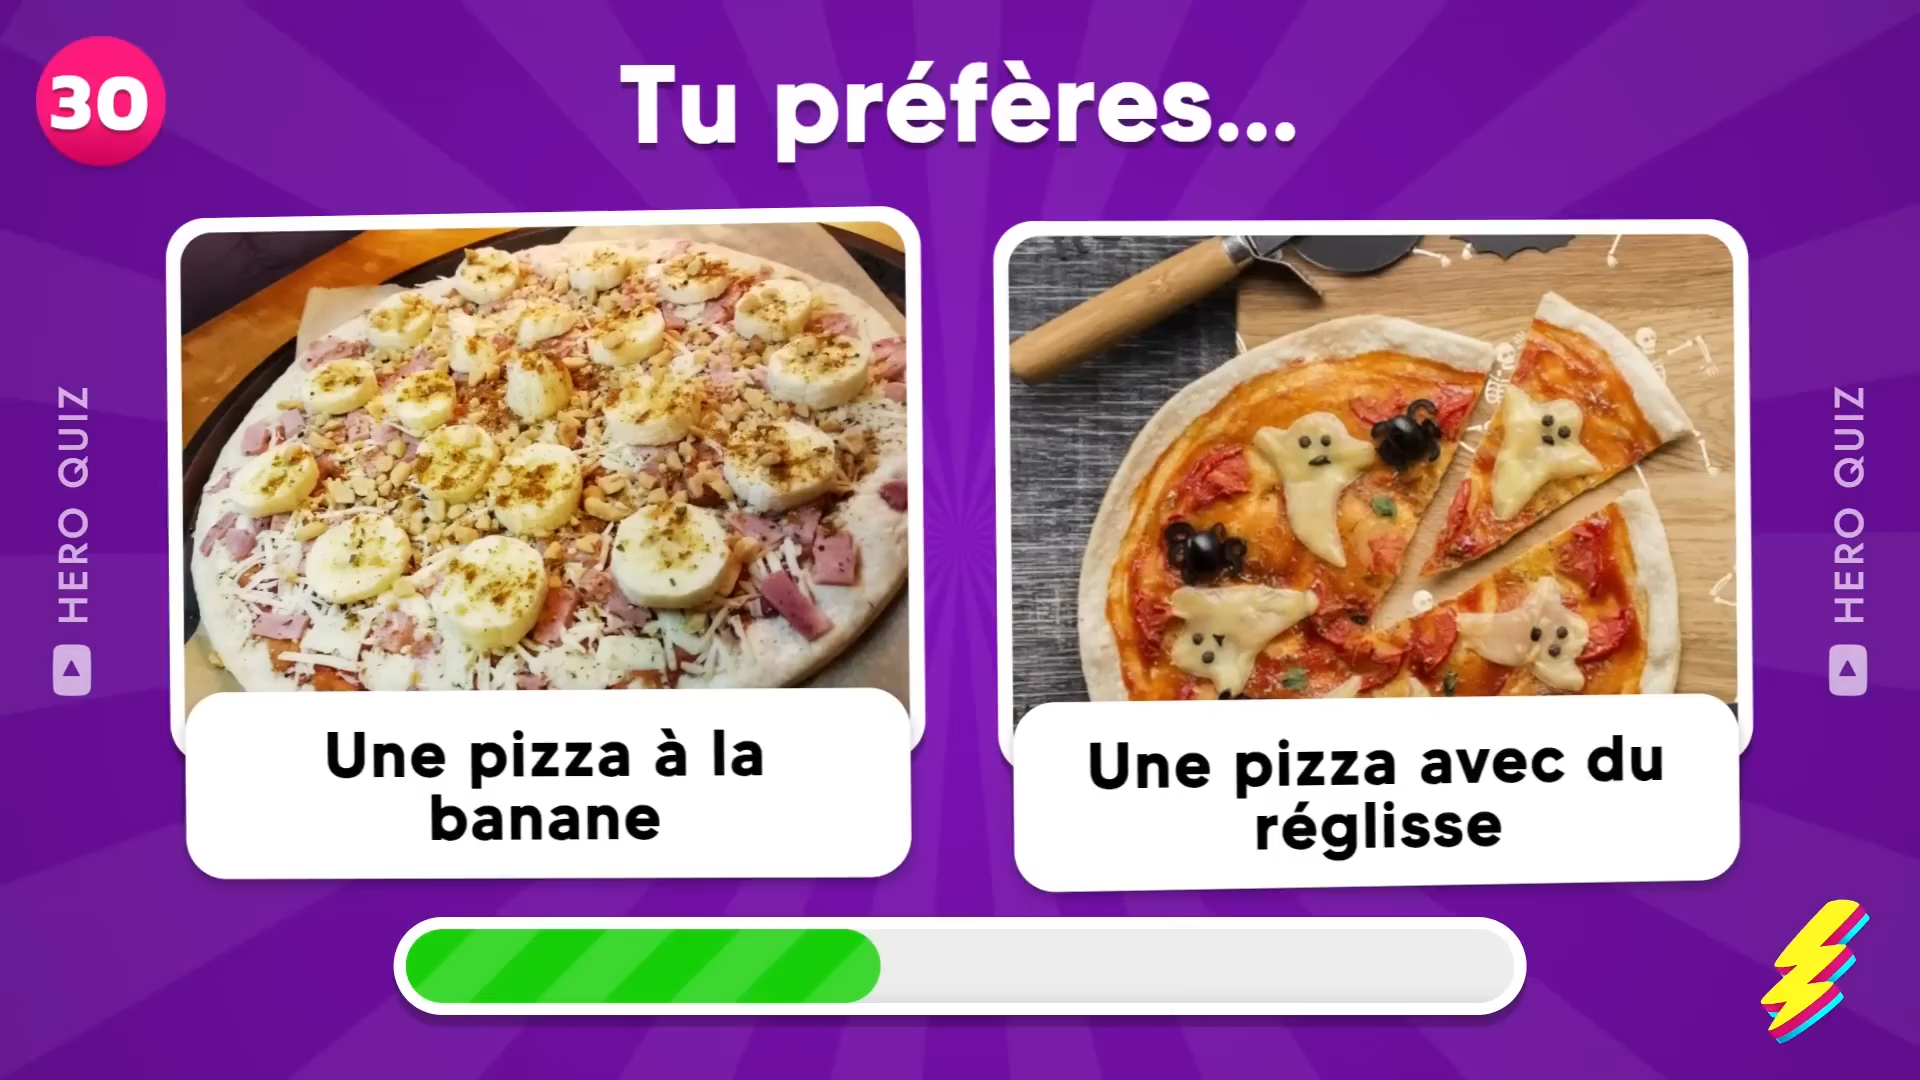 30
Tu préfères...
HERO QUIZ
HERO QUIZ
Une pizza à la
banane
Une pizza avec du
réglisse